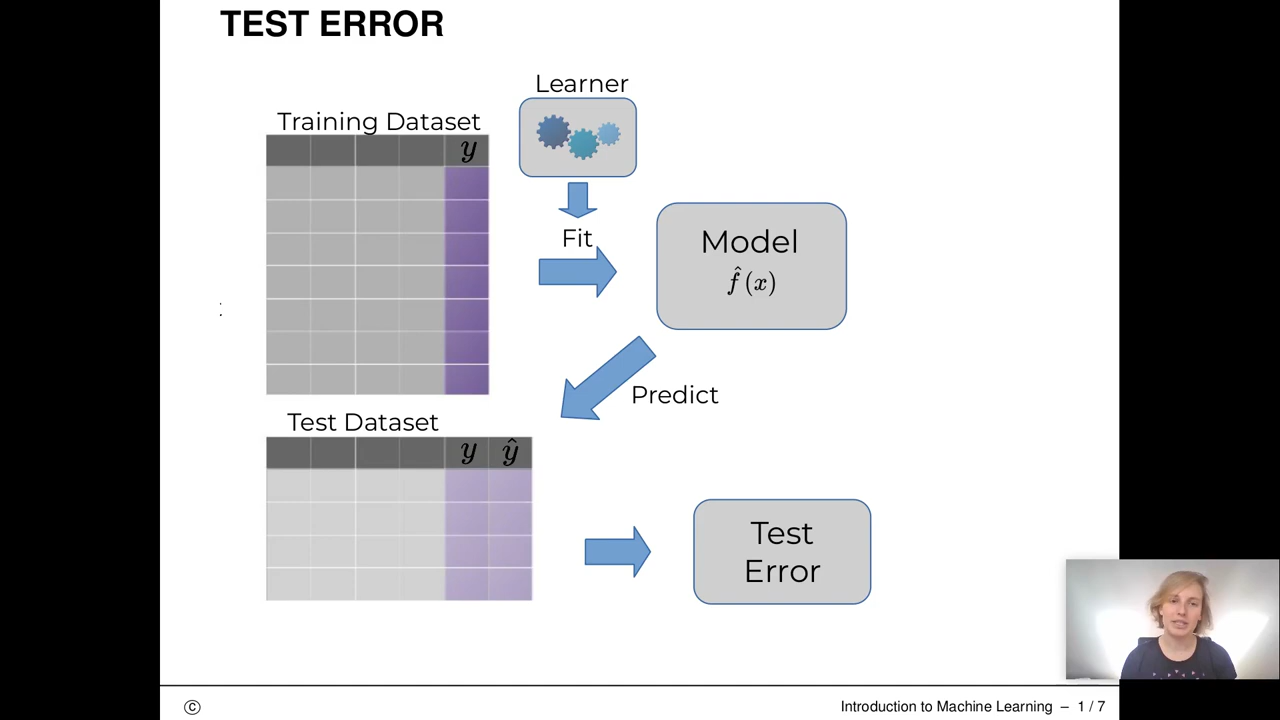 TEST ERROR
Learner
Training Dataset
y
Fit
Model
f̂ (x)
:
Predict
Test Dataset
y ŷ
Test
Error
© Introduction to Machine Learning – 1 / 7